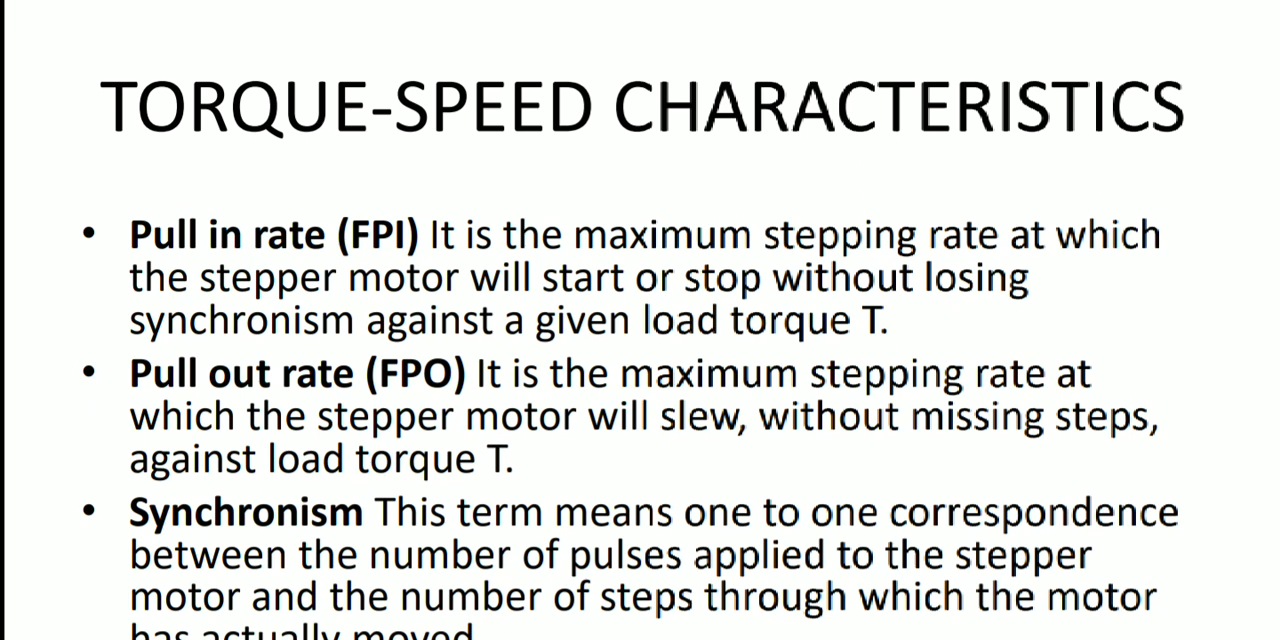 TORQUE-SPEED CHARACTERISTICS
• Pull in rate (FPI) It is the maximum stepping rate at which
the stepper motor will start or stop without losing
synchronism against a given load torque T.
• Pull out rate (FPO) It is the maximum stepping rate at
which the stepper motor will slew, without missing steps,
against load torque T.
• Synchronism This term means one to one correspondence
between the number of pulses applied to the stepper
motor and the number of steps through which the motor
has actually moved